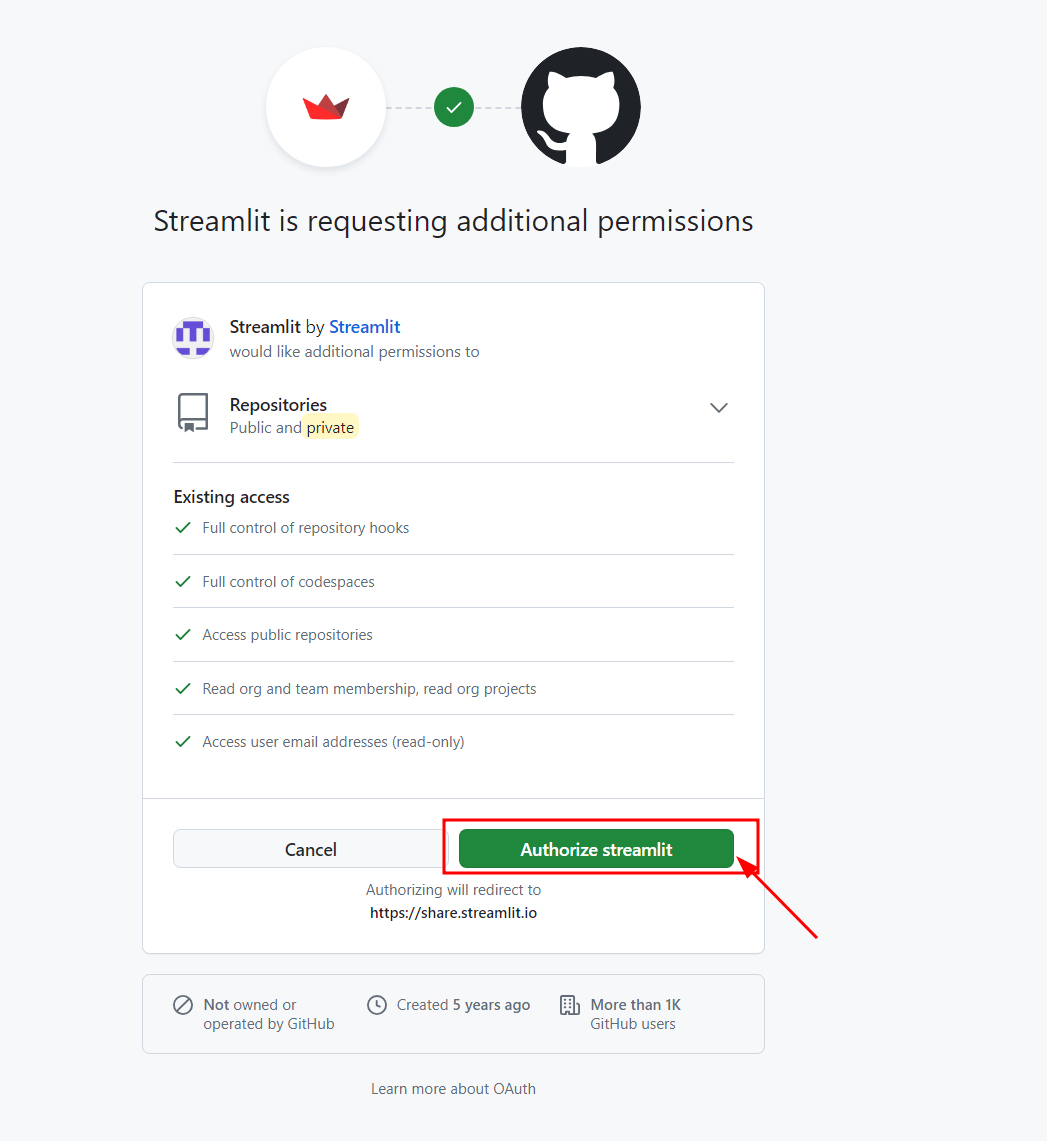 Streamlit is requesting additional permissions
Streamlit by Streamlit
would like additional permissions to
Repositories
Public and private
Existing access
Full control of repository hooks
Full control of codespaces
Access public repositories
Read org and team membership, read org projects
Access user email addresses (read-only)
Cancel
Authorize streamlit
Authorizing will redirect to
https://share.streamlit.io
Not owned or
operated by GitHub
Created 5 years ago
More than 1K
GitHub users
Learn more about OAuth